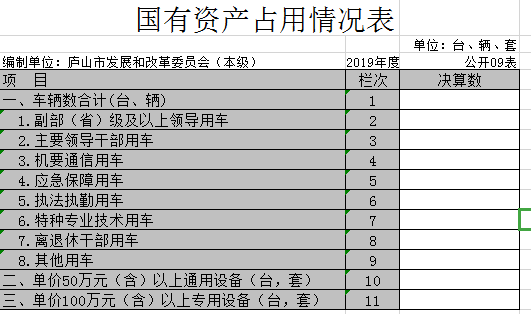 国有资产占用情况表
单位：台、辆、套
编制单位：庐山市发展和改革委员会（本级） 2019年度 公开09表
项 目 栏次 决算数
一、车辆数合计(台、辆) 1
1.副部（省）级及以上领导用车 2
2.主要领导干部用车 3
3.机要通信用车 4
4.应急保障用车 5
5.执法执勤用车 6
6.特种专业技术用车 7
7.离退休干部用车 8
8.其他用车 9
二、单价50万元（含）以上通用设备（台，套） 10
三、单价100万元（含）以上专用设备（台，套） 11